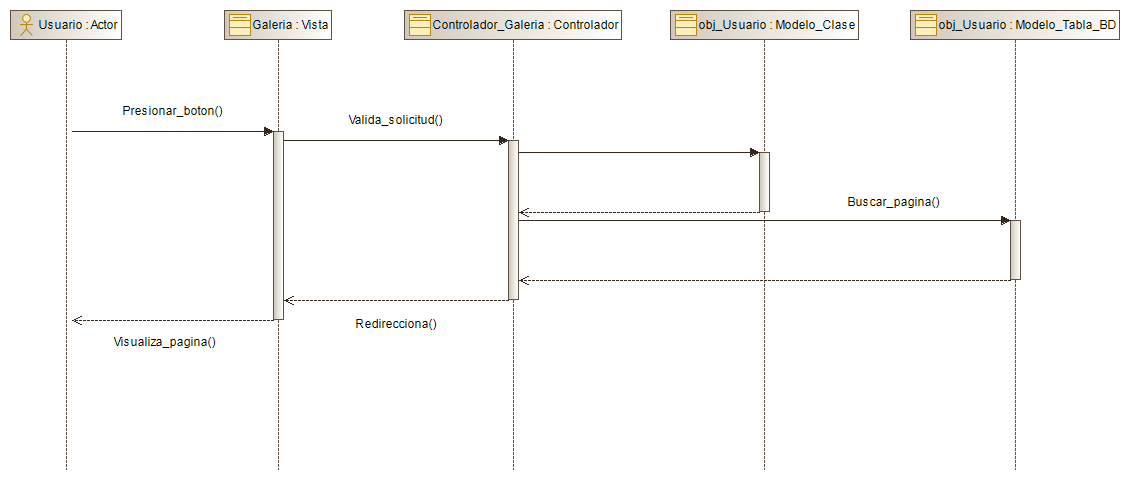 Usuario : Actor
Galeria : Vista
Controlador_Galeria : Controlador
obj_Usuario : Modelo_Clase
obj_Usuario : Modelo_Tabla_BD
Presionar_boton()
Valida_solicitud()
Buscar_pagina()
Redirecciona()
Visualiza_pagina()